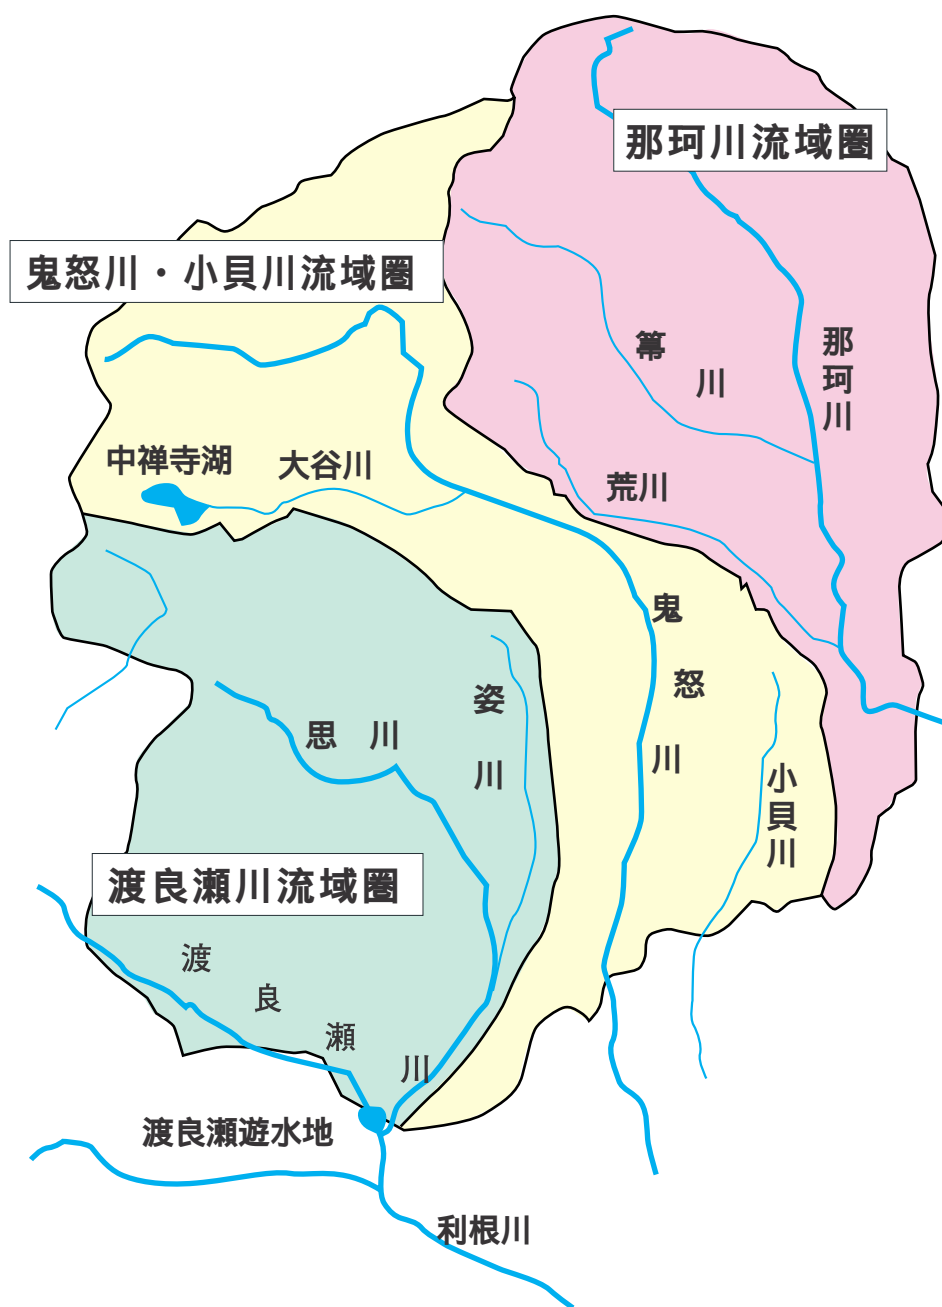 那珂川流域圏
鬼怒川・小貝川流域圏
箒川
那珂川
中禅寺湖
大谷川
荒川
鬼怒川
姿川
思川
小貝川
渡良瀬川流域圏
渡良瀬川
渡良瀬遊水地
利根川